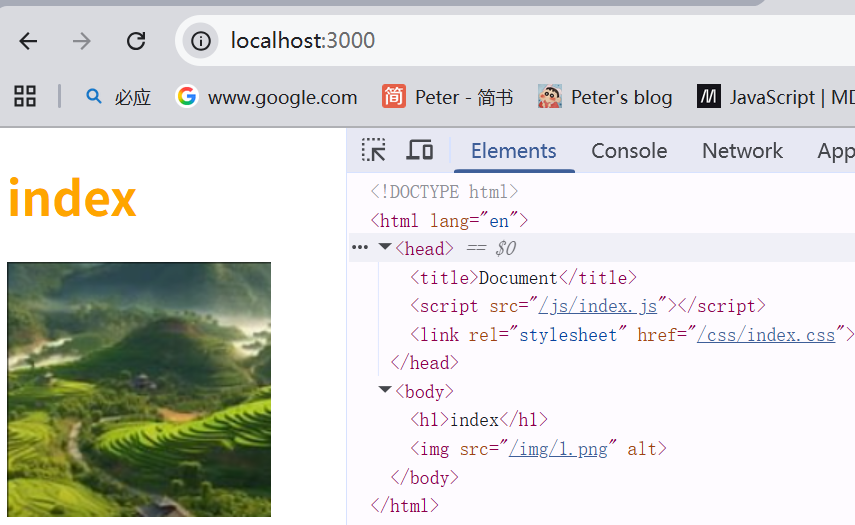 localhost:3000
必应 www.google.com 简 Peter - 简书 Peter's blog M JavaScript | MD
index
Elements Console Network App
<!DOCTYPE html>
<html lang="en">
••• <head> == $0
<title>Document</title>
<script src="/js/index.js"></script>
<link rel="stylesheet" href="/css/index.css">
</head>
<body>
<h1>index</h1>
<img src="/img/1.png" alt>
</body>
</html>